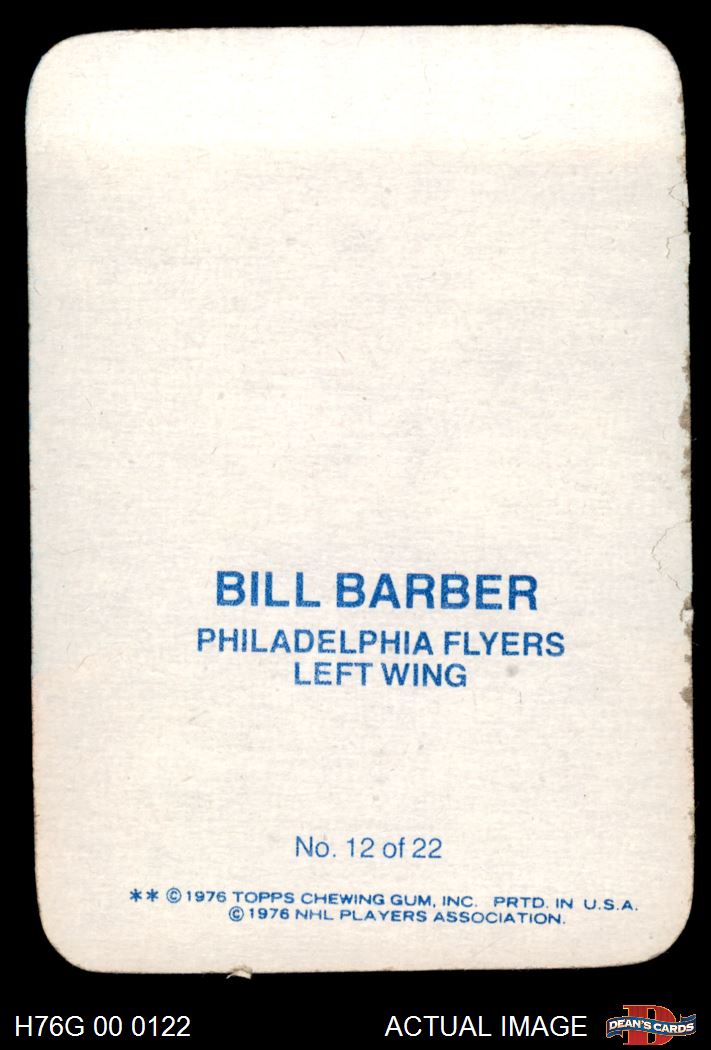 BILL BARBER
PHILADELPHIA FLYERS
LEFT WING
No. 12 of 22
** © 1976 TOPPS CHEWING GUM, INC. PRTD. IN U.S.A.
© 1976 NHL PLAYERS ASSOCIATION.
H76G 00 0122 ACTUAL IMAGE D DEAN'S CARDS